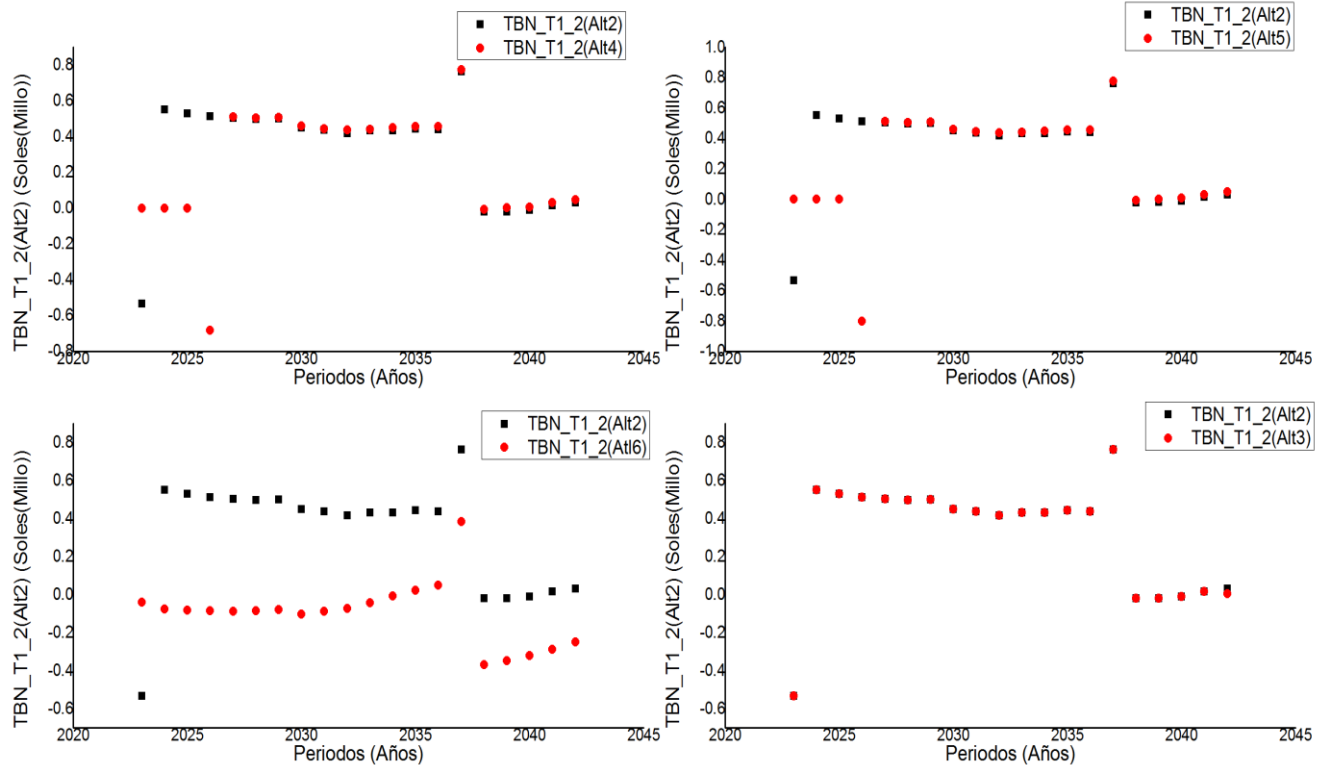 TBN_T1_2(Alt2)
TBN_T1_2(Alt4)
TBN_T1_2(Alt2) (Soles(Millo))
0.8
0.6
0.4
0.2
0.0
-0.2
-0.4
-0.6
-0.8
2020 2025 2030 2035 2040 2045
Periodos (Años)
TBN_T1_2(Alt2)
TBN_T1_2(Alt5)
TBN_T1_2(Alt2) (Soles(Millo))
1.0
0.8
0.6
0.4
0.2
0.0
-0.2
-0.4
-0.6
-0.8
-1.0
2020 2025 2030 2035 2040 2045
Periodos (Años)
TBN_T1_2(Alt2)
TBN_T1_2(Atl6)
TBN_T1_2(Alt2) (Soles(Millo))
0.8
0.6
0.4
0.2
0.0
-0.2
-0.4
-0.6
2020 2025 2030 2035 2040 2045
Periodos (Años)
TBN_T1_2(Alt2)
TBN_T1_2(Alt3)
TBN_T1_2(Alt2) (Soles(Millo))
0.8
0.6
0.4
0.2
0.0
-0.2
-0.4
-0.6
2020 2025 2030 2035 2040 2045
Periodos (Años)